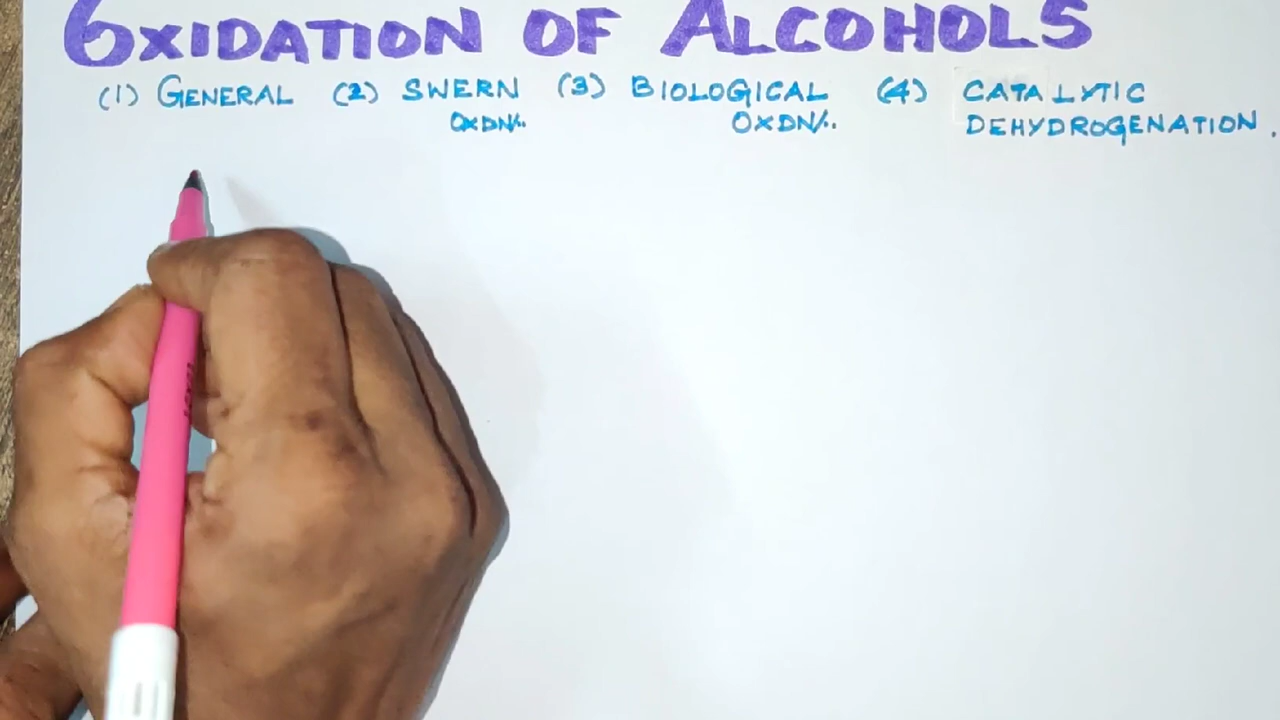 OXIDATION OF ALCOHOLS
(1) GENERAL (2) SWERN (3) BIOLOGICAL (4) CATALYTIC
OXDN/. OXDN/. DEHYDROGENATION.